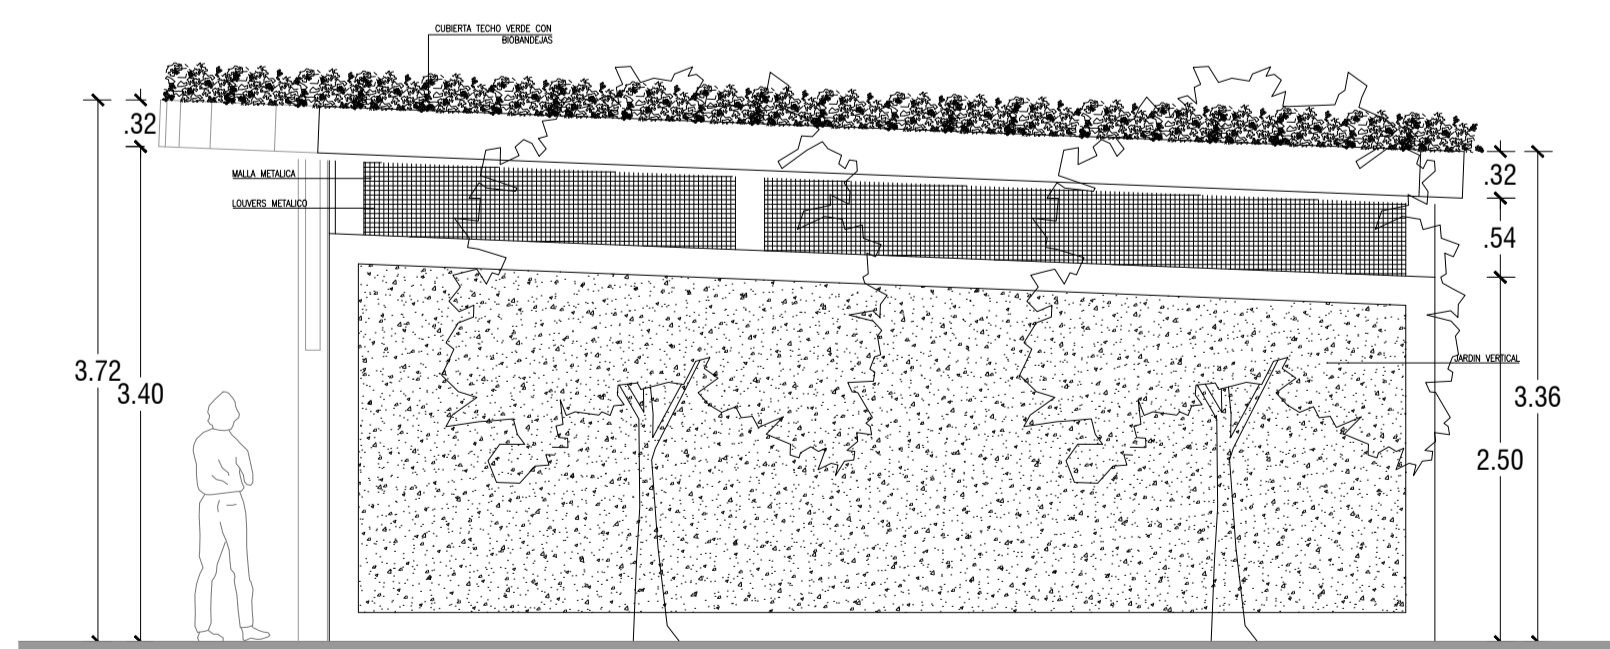 CUBIERTA TECHO VERDE CON
BIOBANDEJAS
.32
MALLA METALICA
LOUVERS METALICO
.32
.54
JARDIN VERTICAL
3.72
3.40
3.36
2.50